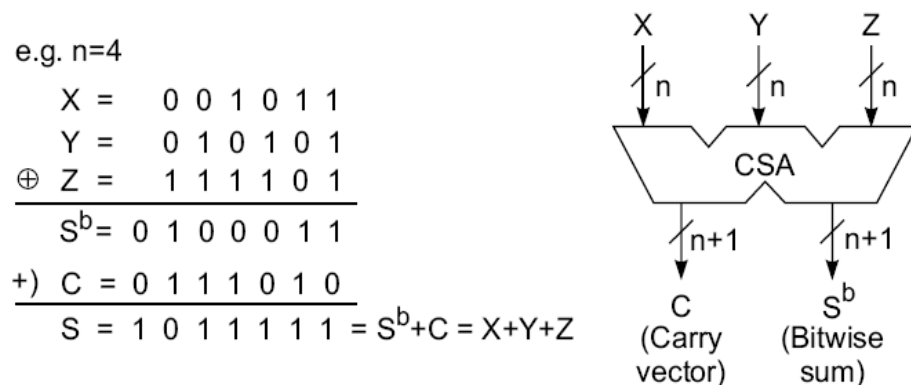 e.g. n=4
X = 0 0 1 0 1 1
Y = 0 1 0 1 0 1
⊕ Z = 1 1 1 1 0 1
S^b = 0 1 0 0 0 1 1
+) C = 0 1 1 1 0 1 0
S = 1 0 1 1 1 1 1 = S^b+C = X+Y+Z
X Y Z
n n n
CSA
n+1 n+1
C S^b
(Carry (Bitwise
vector) sum)